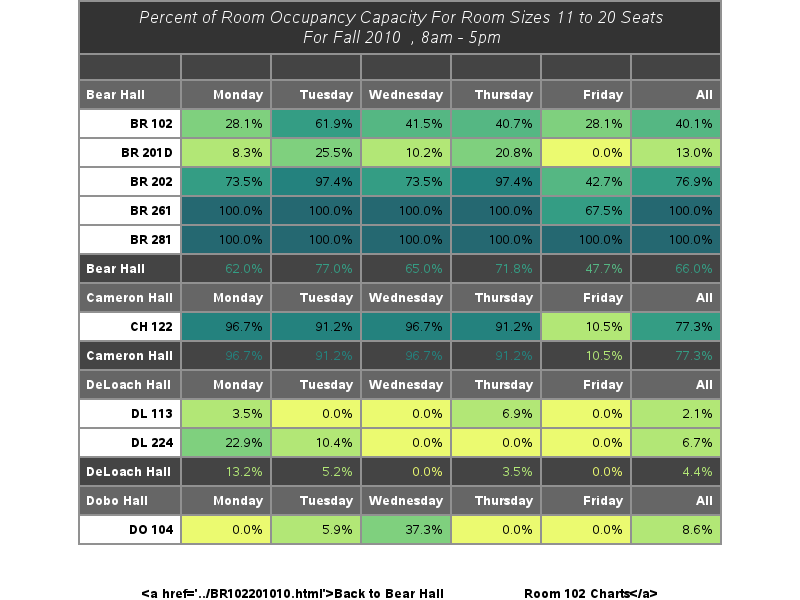 Percent of Room Occupancy Capacity For Room Sizes 11 to 20 Seats
For Fall 2010 , 8am - 5pm
Bear Hall Monday Tuesday Wednesday Thursday Friday All
BR 102 28.1% 61.9% 41.5% 40.7% 28.1% 40.1%
BR 201D 8.3% 25.5% 10.2% 20.8% 0.0% 13.0%
BR 202 73.5% 97.4% 73.5% 97.4% 42.7% 76.9%
BR 261 100.0% 100.0% 100.0% 100.0% 67.5% 100.0%
BR 281 100.0% 100.0% 100.0% 100.0% 100.0% 100.0%
Bear Hall 62.0% 77.0% 65.0% 71.8% 47.7% 66.0%
Cameron Hall Monday Tuesday Wednesday Thursday Friday All
CH 122 96.7% 91.2% 96.7% 91.2% 10.5% 77.3%
Cameron Hall 96.7% 91.2% 96.7% 91.2% 10.5% 77.3%
DeLoach Hall Monday Tuesday Wednesday Thursday Friday All
DL 113 3.5% 0.0% 0.0% 6.9% 0.0% 2.1%
DL 224 22.9% 10.4% 0.0% 0.0% 0.0% 6.7%
DeLoach Hall 13.2% 5.2% 0.0% 3.5% 0.0% 4.4%
Dobo Hall Monday Tuesday Wednesday Thursday Friday All
DO 104 0.0% 5.9% 37.3% 0.0% 0.0% 8.6%
<a href='../BR102201010.html'>Back to Bear Hall Room 102 Charts</a>